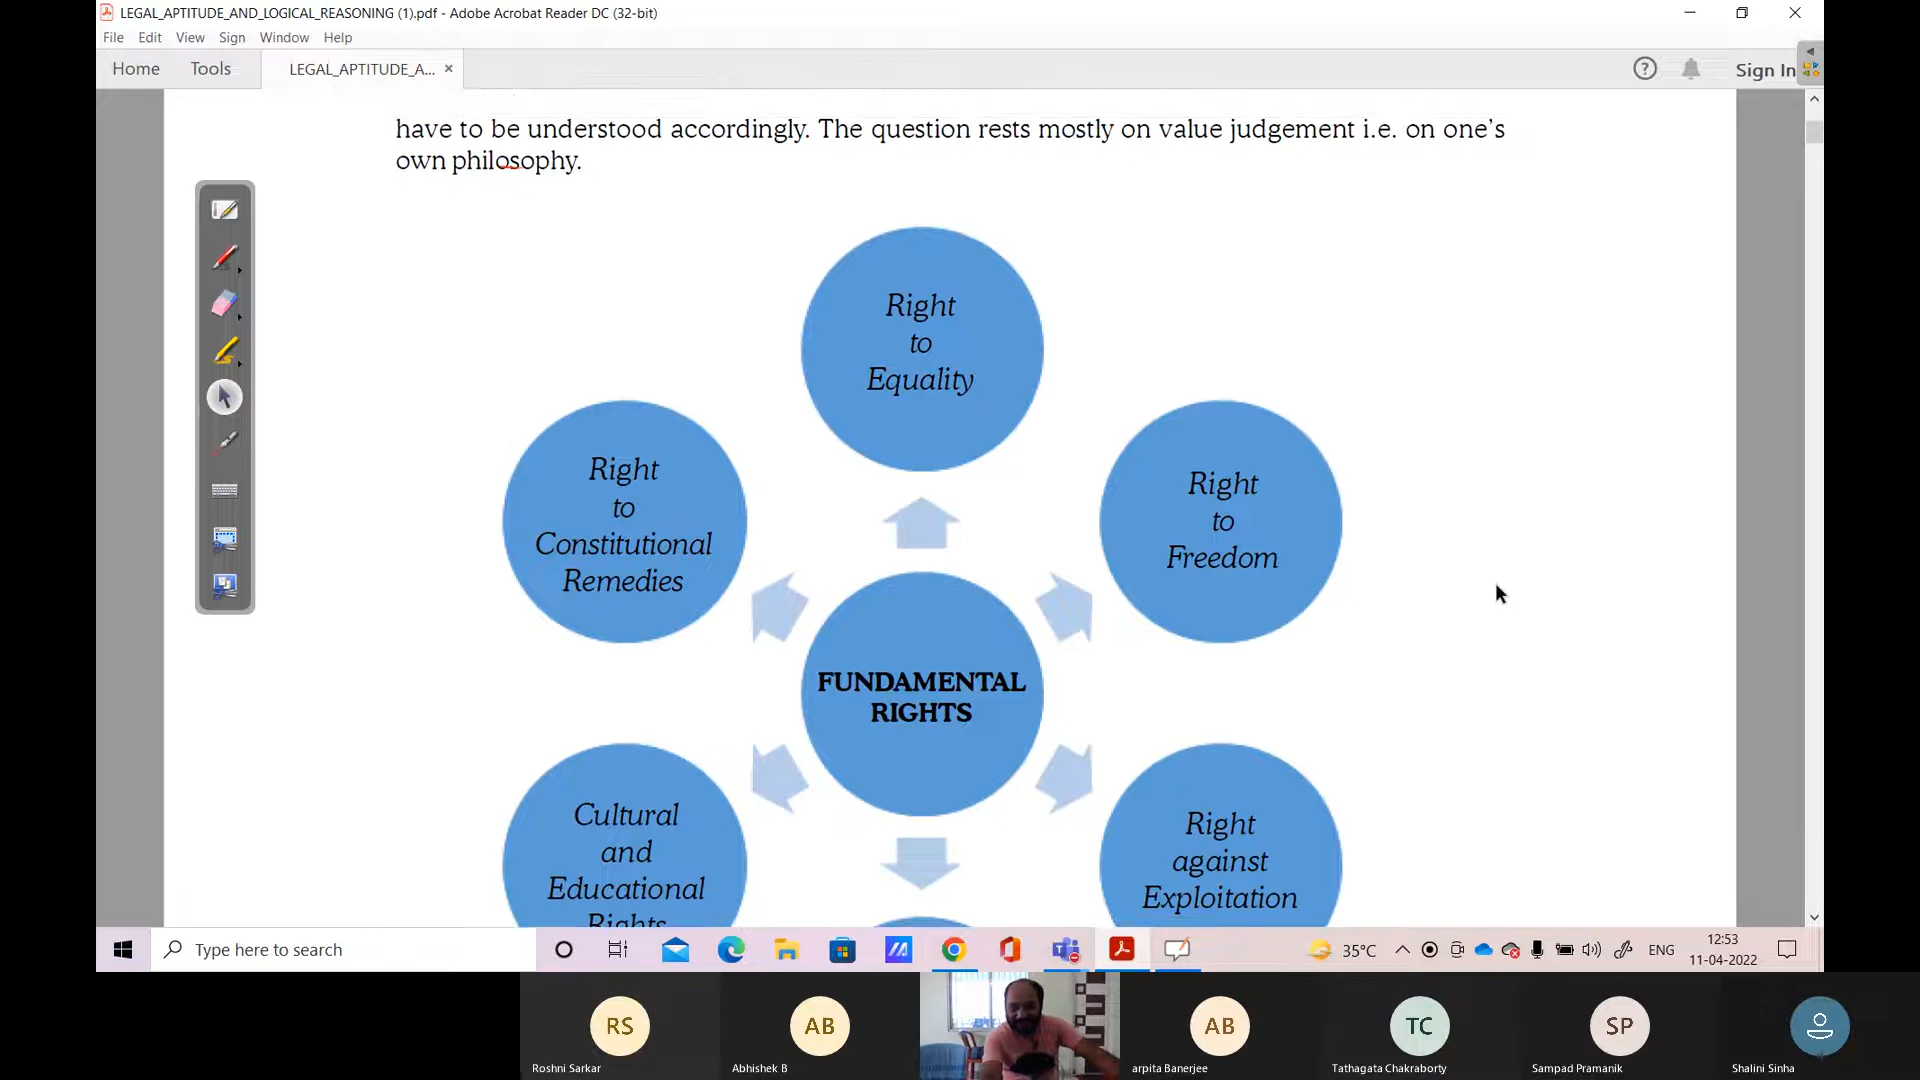 LEGAL_APTITUDE_AND_LOGICAL_REASONING (1).pdf - Adobe Acrobat Reader DC (32-bit)
File Edit View Sign Window Help
Home Tools LEGAL_APTITUDE_A... × Sign In
have to be understood accordingly. The question rests mostly on value judgement i.e. on one's
own philosophy.
Right
to
Equality
Right
to
Constitutional
Remedies
Right
to
Freedom
FUNDAMENTAL
RIGHTS
Cultural
and
Educational
Rights
Right
against
Exploitation
Type here to search
35°C
ENG
12:53
11-04-2022
RS
AB
AB
TC
SP
Roshni Sarkar
Abhishek B
arpita Banerjee
Tathagata Chakraborty
Sampad Pramanik
Shalini Sinha